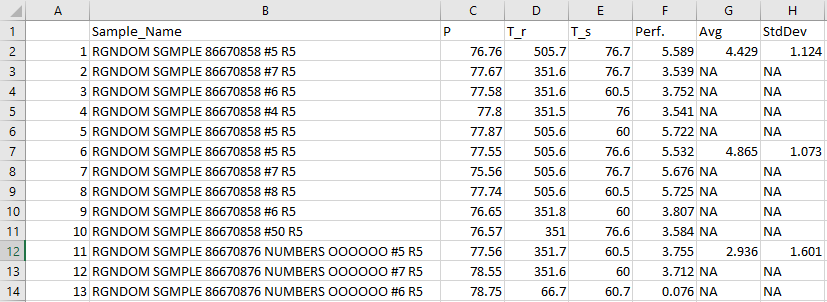 A B C D E F G H
1 Sample_Name P T_r T_s Perf. Avg StdDev
2 1 RGNDOM SGMPLE 86670858 #5 R5 76.76 505.7 76.7 5.589 4.429 1.124
3 2 RGNDOM SGMPLE 86670858 #7 R5 77.67 351.6 76.6 3.539 NA NA
4 3 RGNDOM SGMPLE 86670858 #6 R5 77.58 351.6 60.5 3.752 NA NA
5 4 RGNDOM SGMPLE 86670858 #4 R5 77.8 351.5 76 3.541 NA NA
6 5 RGNDOM SGMPLE 86670858 #5 R5 77.87 505.6 60 5.722 NA NA
7 6 RGNDOM SGMPLE 86670858 #5 R5 77.55 505.6 76.6 5.532 4.865 1.073
8 7 RGNDOM SGMPLE 86670858 #7 R5 75.56 505.6 76.7 5.676 NA NA
9 8 RGNDOM SGMPLE 86670858 #8 R5 77.74 505.6 60.5 5.725 NA NA
10 9 RGNDOM SGMPLE 86670858 #6 R5 76.65 351.8 60 3.807 NA NA
11 10 RGNDOM SGMPLE 86670858 #50 R5 76.57 351 76.6 3.584 NA NA
12 11 RGNDOM SGMPLE 86670876 NUMBERS OOOOOO #5 R5 77.56 351.7 60.5 3.755 2.936 1.601
13 12 RGNDOM SGMPLE 86670876 NUMBERS OOOOOO #7 R5 78.55 351.6 60 3.712 NA NA
14 13 RGNDOM SGMPLE 86670876 NUMBERS OOOOOO #6 R5 78.75 66.7 60.7 0.076 NA NA